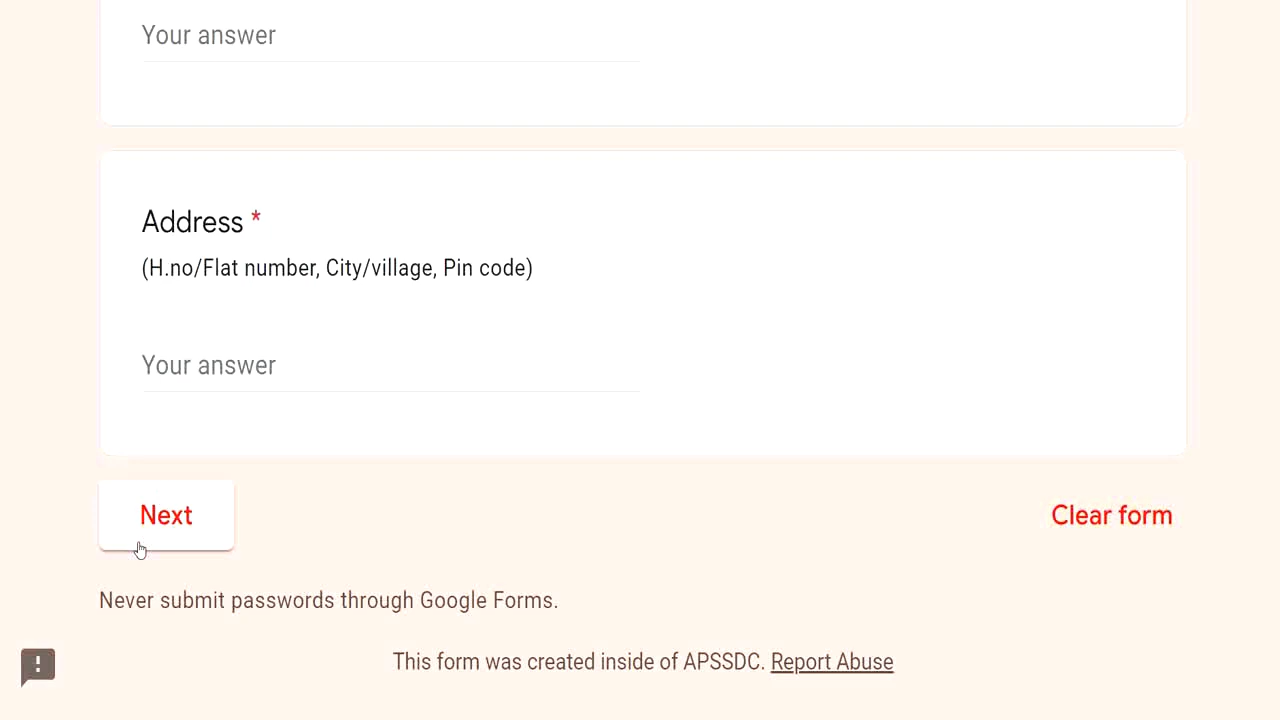 Your answer
Address *
(H.no/Flat number, City/village, Pin code)
Your answer
Next
Clear form
Never submit passwords through Google Forms.
This form was created inside of APSSDC. Report Abuse